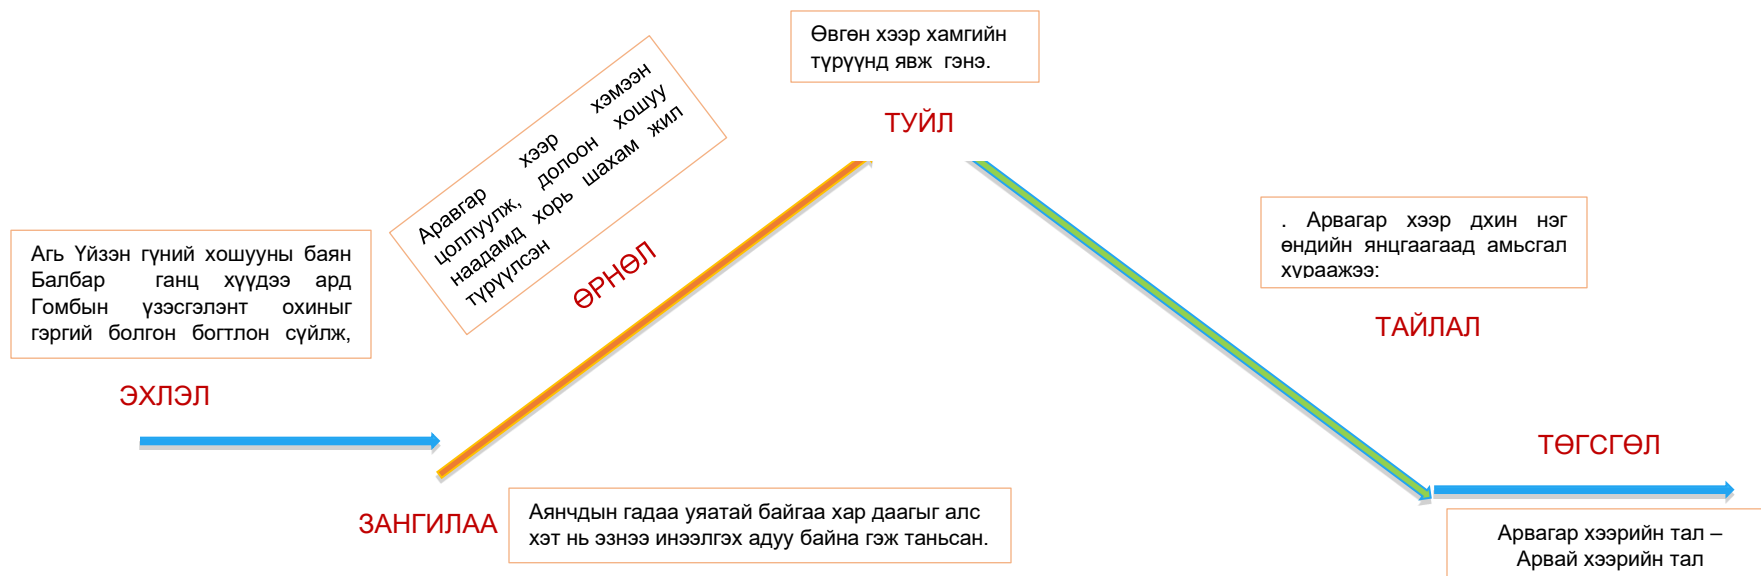 Өвгөн хээр хамгийн
түрүүнд явж гэнэ.
ТУЙЛ
Аравгар хээр хэмээн
цоллуулж, долоон хошуу
наадамд хорь шахам жил
түрүүлсэн
ӨРНӨЛ
Агь Үйзэн гүний хошууны баян
Балбар ганц хүүдээ ард
Гомбын үзэсгэлэнт охиныг
гэргий болгон богтлон сүйлж,
ЭХЛЭЛ
. Арвагар хээр дхин нэг
өндийн янцгаагаад амьсгал
хураажээ:
ТАЙЛАЛ
ТӨГСГӨЛ
ЗАНГИЛАА
Аянчдын гадаа уяатай байгаа хар даагыг алс
хэт нь эзнээ инээлгэх адуу байна гэж таньсан.
Арвагар хээрийн тал –
Арвай хээрийн тал